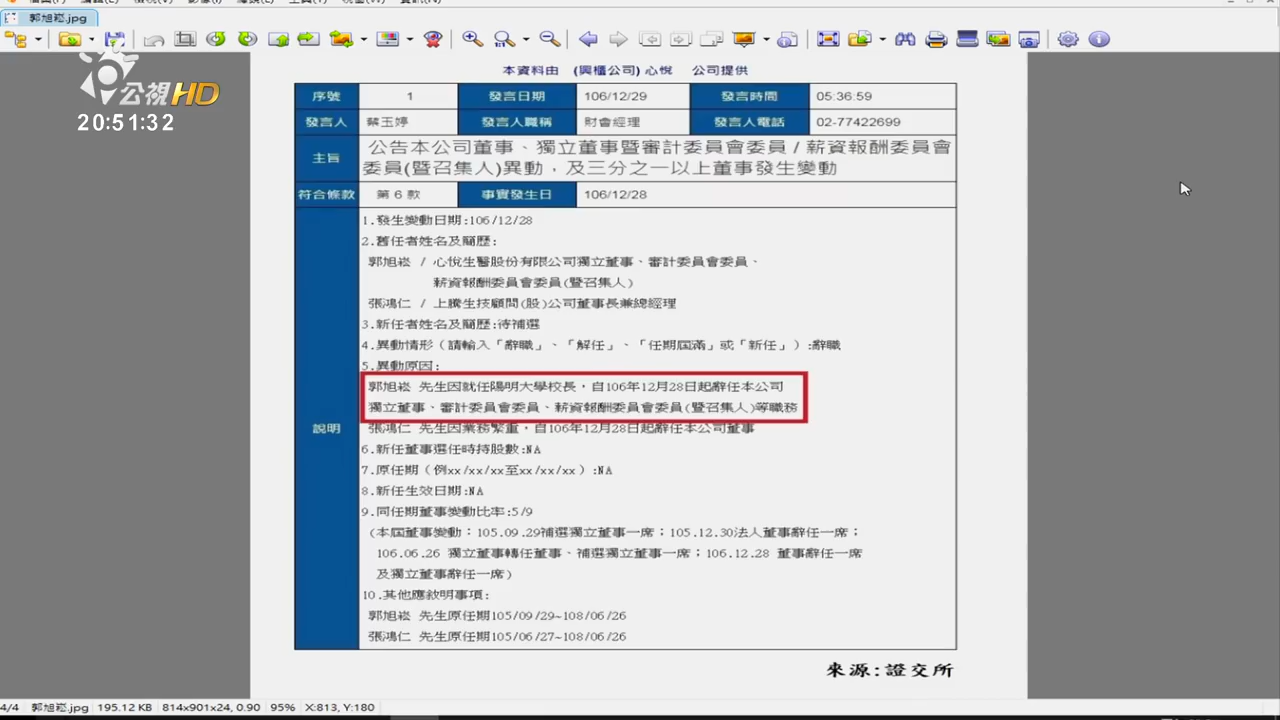 郭旭崧.jpg
公視HD
20:51:32
本資料由 (興櫃公司) 心悅 公司提供
序號 1 發言日期 106/12/29 發言時間 05:36:59
發言人 蔡玉婷 發言人職稱 財會經理 發言人電話 02-77422699
主旨
公告本公司董事、獨立董事暨審計委員會委員/薪資報酬委員會
委員(暨召集人)異動，及三分之一以上董事發生變動
符合條款 第 6 款 事實發生日 106/12/28
說明
1.發生變動日期:106/12/28
2.舊任者姓名及簡歷:
郭旭崧 / 心悅生醫股份有限公司獨立董事、審計委員會委員、
薪資報酬委員會委員(暨召集人)
張鴻仁 / 上騰生技顧問(股)公司董事長兼總經理
3.新任者姓名及簡歷:待補選
4.異動情形（請輸入「辭職」、「解任」、「任期屆滿」或「新任」）:辭職
5.異動原因:
郭旭崧 先生因就任陽明大學校長，自106年12月28日起辭任本公司
獨立董事、審計委員會委員、薪資報酬委員會委員(暨召集人)等職務
張鴻仁 先生因業務繁重，自106年12月28日起辭任本公司董事
6.新任董事選任時持股數:NA
7.原任期（例xx/xx/xx至xx/xx/xx）:NA
8.新任生效日期:NA
9.同任期董事變動比率:5/9
(本屆董事變動：105.09.29補選獨立董事一席；105.12.30法人董事辭任一席；
106.06.26 獨立董事轉任董事、補選獨立董事一席；106.12.28 董事辭任一席
及獨立董事辭任一席)
10.其他應敘明事項:
郭旭崧 先生原任期105/09/29~108/06/26
張鴻仁 先生原任期105/06/27~108/06/26
來源:證交所
4/4 郭旭崧.jpg 195.12 KB 814x901x24, 0.90 95% X:813, Y:180